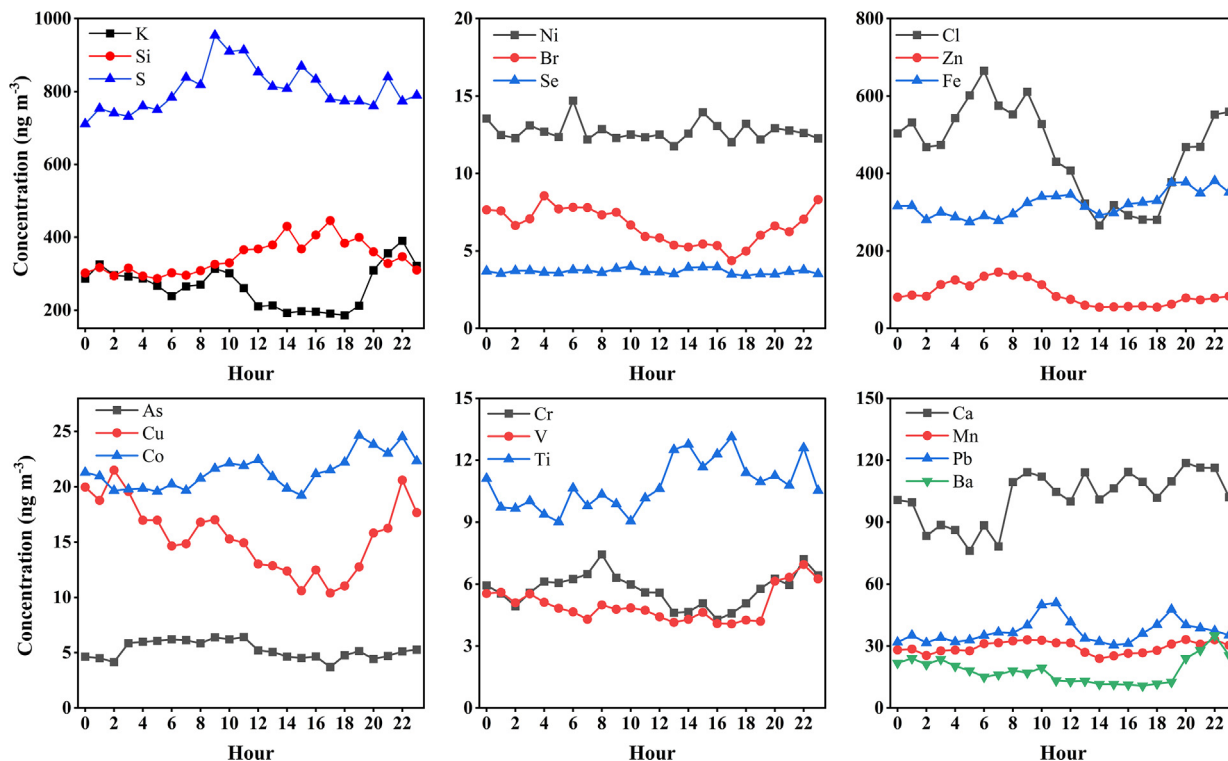 K
Si
S
1000
800
600
400
200
Concentration (ng m⁻³)
0 2 4 6 8 10 12 14 16 18 20 22
Hour
Ni
Br
Se
20
15
10
5
0
0 2 4 6 8 10 12 14 16 18 20 22
Hour
Cl
Zn
Fe
800
600
400
200
0
0 2 4 6 8 10 12 14 16 18 20 22
Hour
As
Cu
Co
25
20
15
10
5
0
Concentration (ng m⁻³)
0 2 4 6 8 10 12 14 16 18 20 22
Hour
Cr
V
Ti
15
12
9
6
3
0
0 2 4 6 8 10 12 14 16 18 20 22
Hour
Ca
Mn
Pb
Ba
150
120
90
60
30
0
0 2 4 6 8 10 12 14 16 18 20 22
Hour